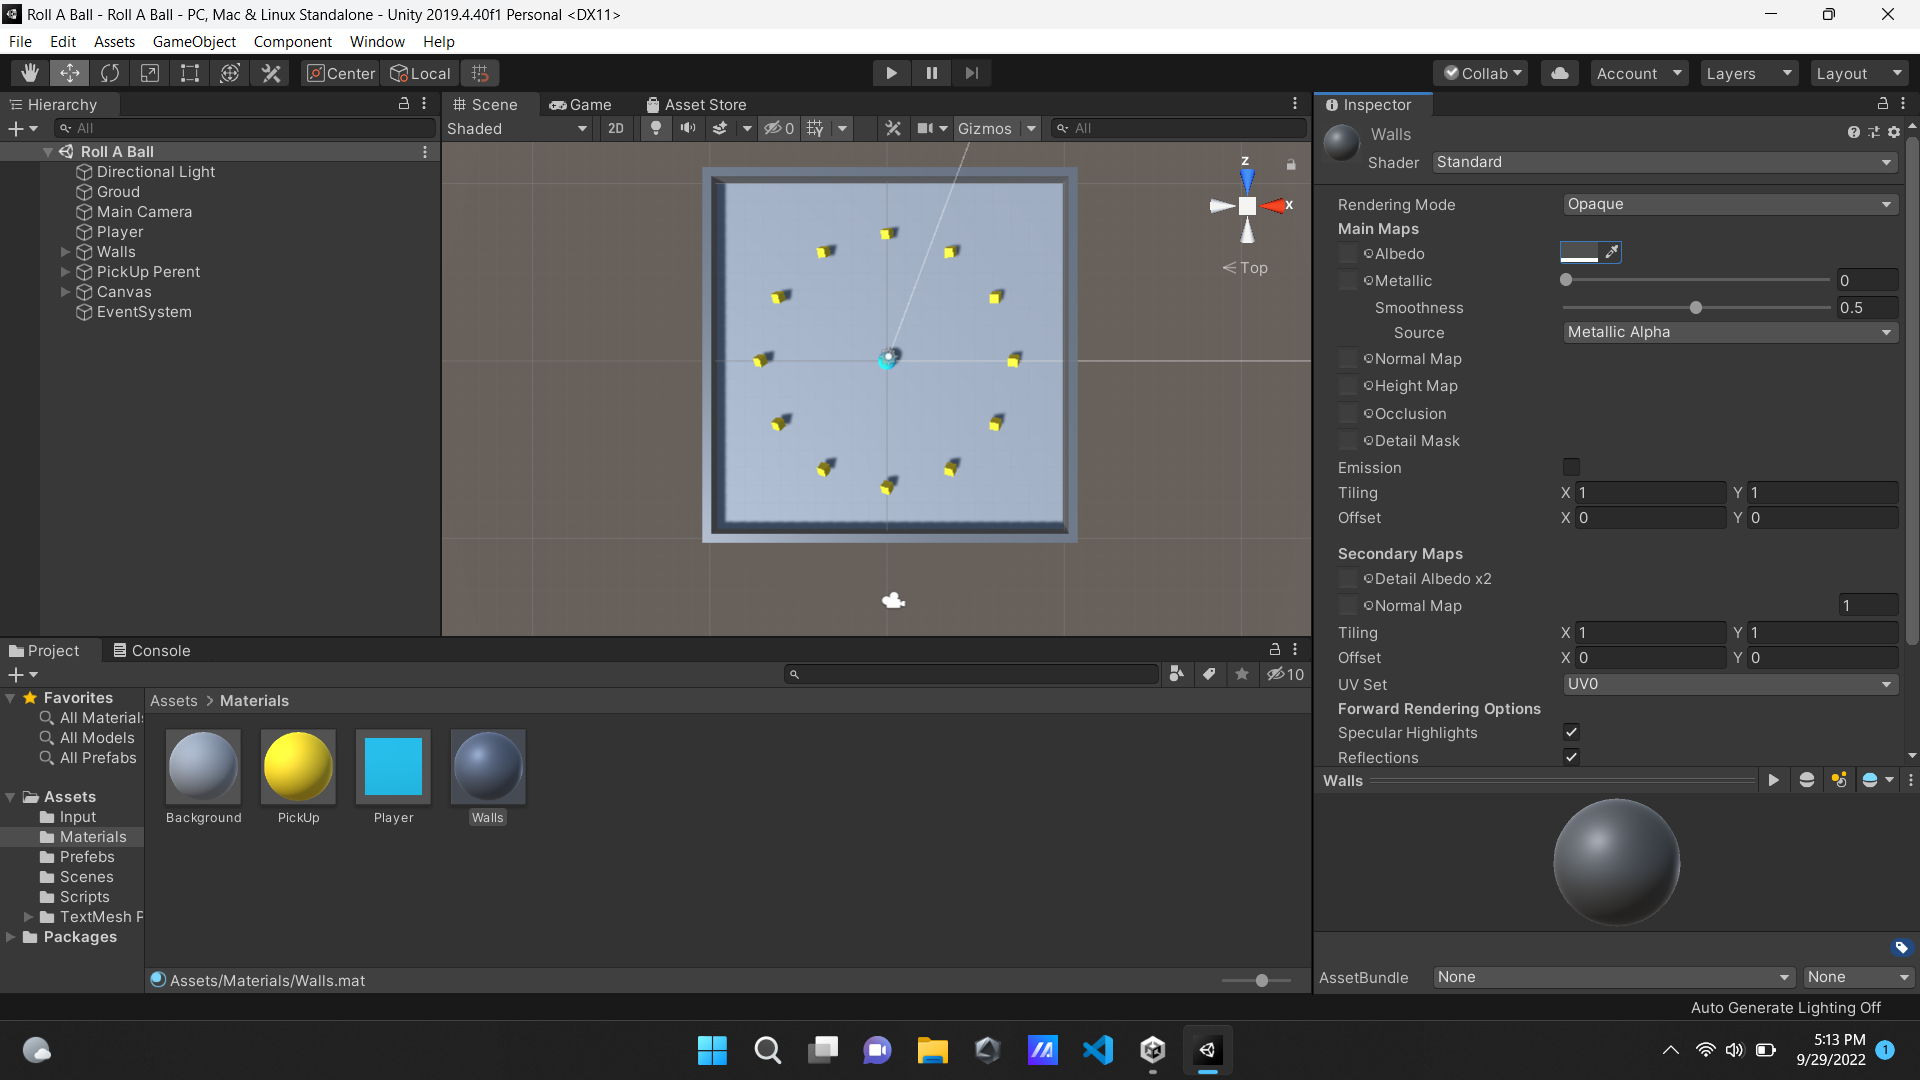 Roll A Ball - Roll A Ball - PC, Mac & Linux Standalone - Unity 2019.4.40f1 Personal <DX11>
File Edit Assets GameObject Component Window Help
Center Local Collab Account Layers Layout
Hierarchy
All
Roll A Ball
Directional Light
Groud
Main Camera
Player
Walls
PickUp Perent
Canvas
EventSystem
Scene Game Asset Store
Shaded 2D 0 Gizmos All
z
x
Top
Inspector
Walls
Shader Standard
Rendering Mode Opaque
Main Maps
Albedo
Metallic 0
Smoothness 0.5
Source Metallic Alpha
Normal Map
Height Map
Occlusion
Detail Mask
Emission
Tiling X 1 Y 1
Offset X 0 Y 0
Secondary Maps
Detail Albedo x2
Normal Map 1
Tiling X 1 Y 1
Offset X 0 Y 0
UV Set UV0
Forward Rendering Options
Specular Highlights
Reflections
Walls
AssetBundle None None
Project Console
10
Favorites
All Materials
All Models
All Prefabs
Assets
Input
Materials
Prefebs
Scenes
Scripts
TextMesh P
Packages
Assets > Materials
Background PickUp Player Walls
Assets/Materials/Walls.mat
Auto Generate Lighting Off
5:13 PM
9/29/2022
1